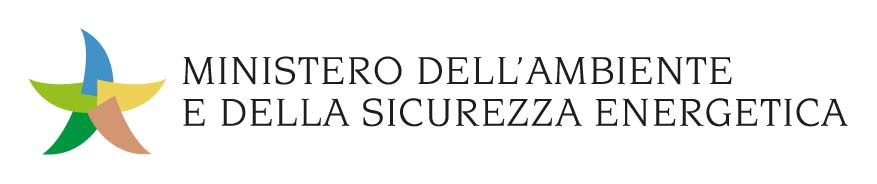 MINISTERO DELL'AMBIENTE
E DELLA SICUREZZA ENERGETICA